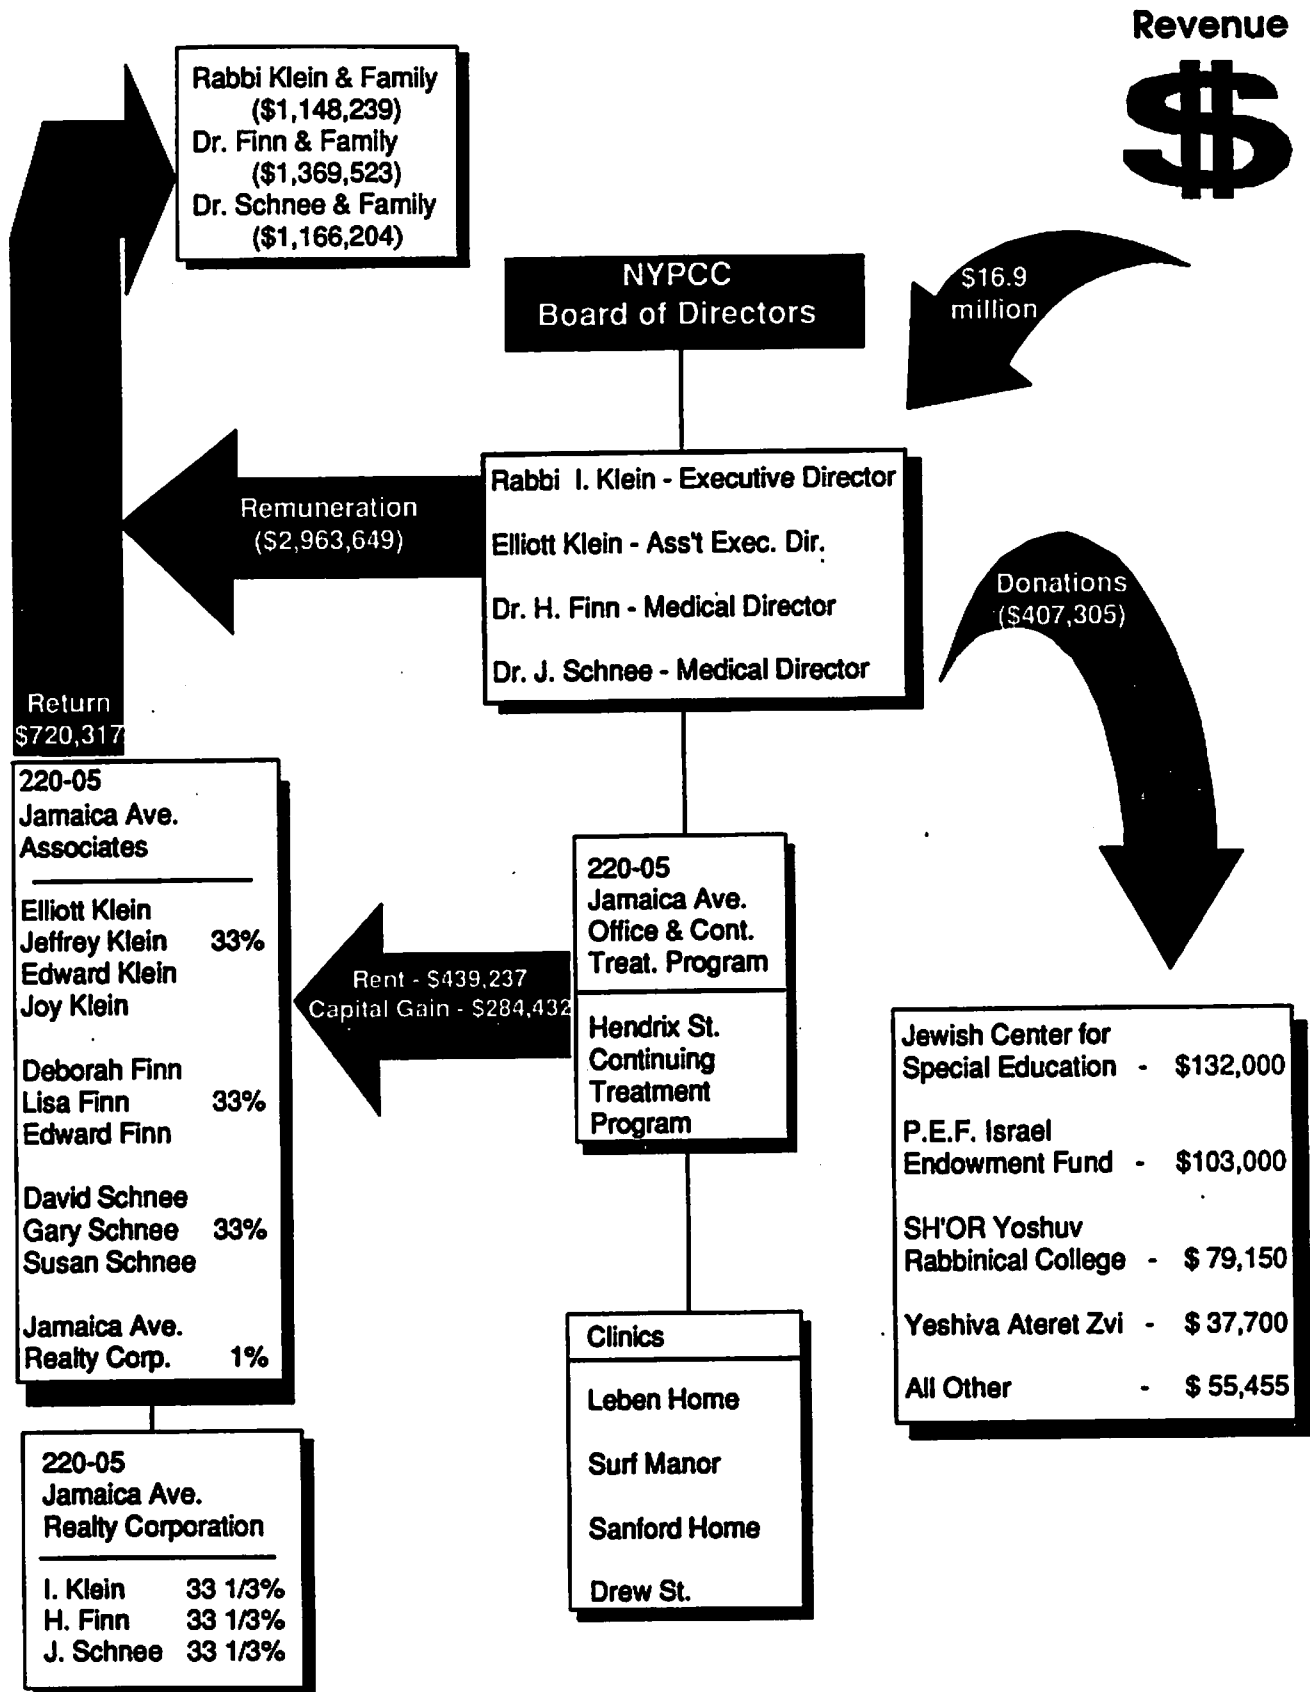 Revenue
$
Rabbi Klein & Family
($1,148,239)
Dr. Finn & Family
($1,369,523)
Dr. Schnee & Family
($1,166,204)
NYPCC
Board of Directors
$16.9
million
Rabbi I. Klein - Executive Director
Elliott Klein - Ass't Exec. Dir.
Dr. H. Finn - Medical Director
Dr. J. Schnee - Medical Director
Remuneration
($2,963,649)
Donations
($407,305)
Return
$720,317
220-05
Jamaica Ave.
Associates
Elliott Klein
Jeffrey Klein 33%
Edward Klein
Joy Klein
Deborah Finn
Lisa Finn 33%
Edward Finn
David Schnee
Gary Schnee 33%
Susan Schnee
Jamaica Ave.
Realty Corp. 1%
220-05
Jamaica Ave.
Realty Corporation
I. Klein 33 1/3%
H. Finn 33 1/3%
J. Schnee 33 1/3%
Rent - $439,237
Capital Gain - $284,432
220-05
Jamaica Ave.
Office & Cont.
Treat. Program
Hendrix St.
Continuing
Treatment
Program
Clinics
Leben Home
Surf Manor
Sanford Home
Drew St.
Jewish Center for
Special Education - $132,000
P.E.F. Israel
Endowment Fund - $103,000
SH'OR Yoshuv
Rabbinical College - $ 79,150
Yeshiva Ateret Zvi - $ 37,700
All Other - $ 55,455